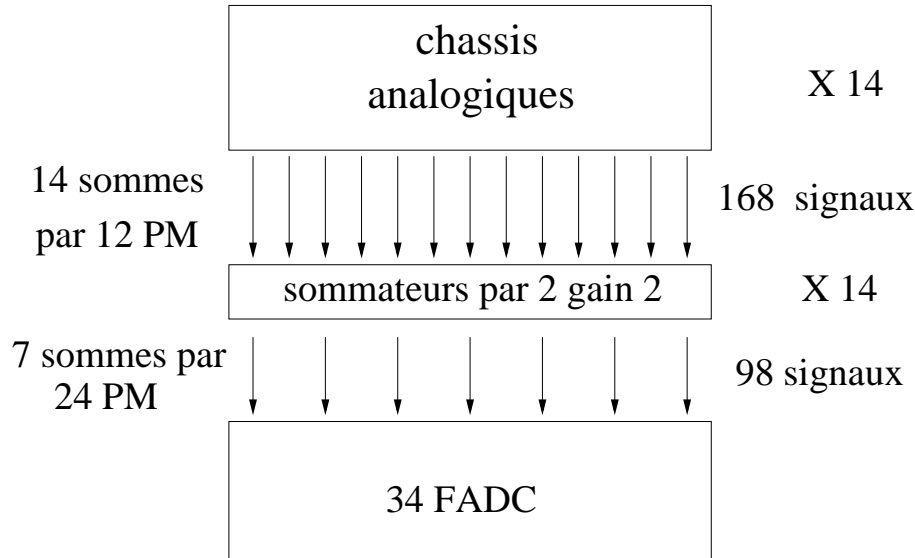 chassis
analogiques
X 14
14 sommes
par 12 PM
168 signaux
sommateurs par 2 gain 2
X 14
7 sommes par
24 PM
98 signaux
34 FADC